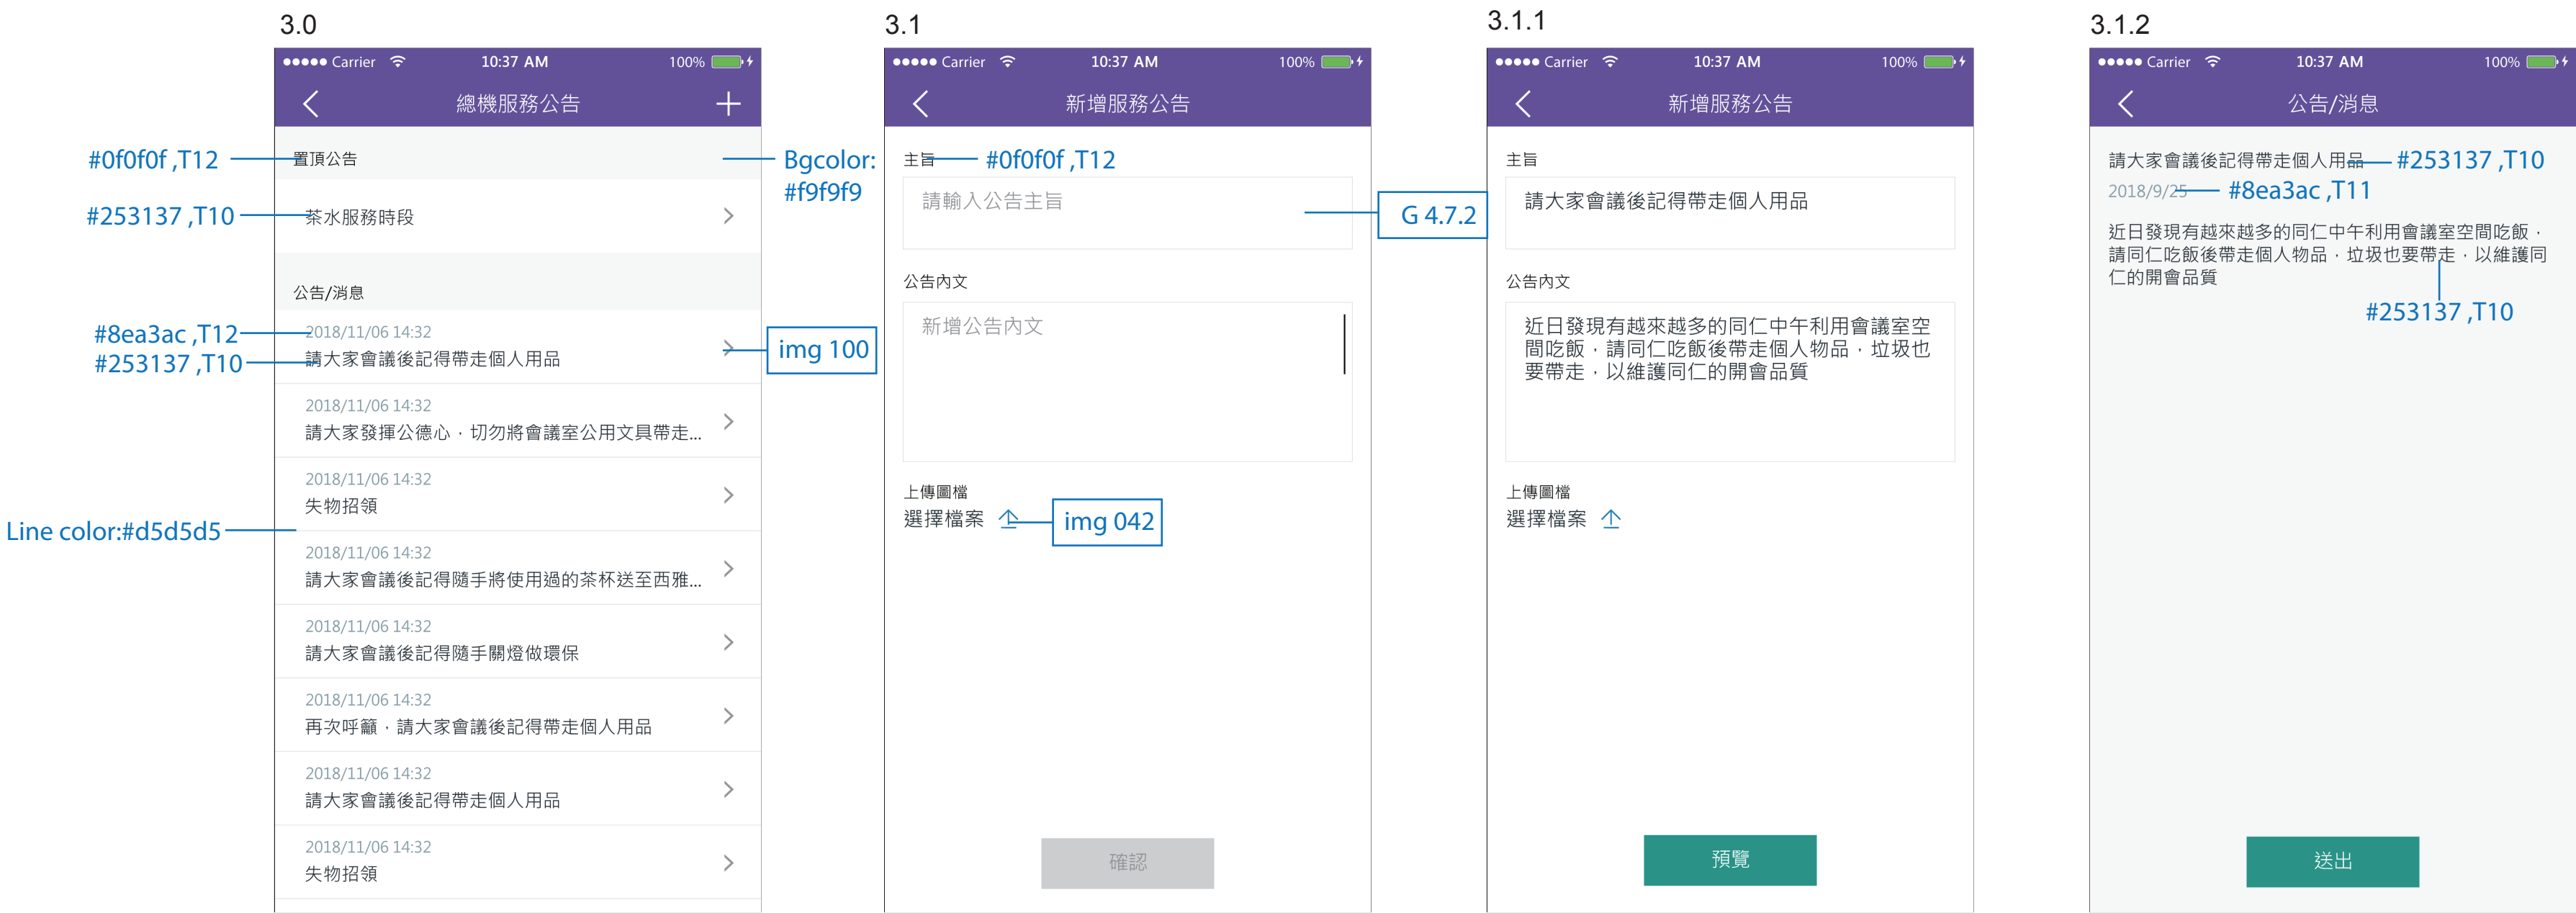 3.0
Carrier 10:37 AM 100%
總機服務公告
#0f0f0f ,T12
置頂公告
Bgcolor:
#f9f9f9
#253137 ,T10
茶水服務時段
公告/消息
#8ea3ac ,T12
2018/11/06 14:32
#253137 ,T10
請大家會議後記得帶走個人用品
img 100
2018/11/06 14:32
請大家發揮公德心，切勿將會議室公用文具帶走...
2018/11/06 14:32
失物招領
Line color:#d5d5d5
2018/11/06 14:32
請大家會議後記得隨手將使用過的茶杯送至西雅...
2018/11/06 14:32
請大家會議後記得隨手關燈做環保
2018/11/06 14:32
再次呼籲，請大家會議後記得帶走個人用品
2018/11/06 14:32
請大家會議後記得帶走個人用品
2018/11/06 14:32
失物招領
3.1
Carrier 10:37 AM 100%
新增服務公告
主旨
#0f0f0f ,T12
請輸入公告主旨
G 4.7.2
公告內文
新增公告內文
上傳圖檔
選擇檔案
img 042
確認
3.1.1
Carrier 10:37 AM 100%
新增服務公告
主旨
請大家會議後記得帶走個人用品
公告內文
近日發現有越來越多的同仁中午利用會議室空
間吃飯，請同仁吃飯後帶走個人物品，垃圾也
要帶走，以維護同仁的開會品質
上傳圖檔
選擇檔案
預覽
3.1.2
Carrier 10:37 AM 100%
公告/消息
請大家會議後記得帶走個人用品
#253137 ,T10
2018/9/25
#8ea3ac ,T11
近日發現有越來越多的同仁中午利用會議室空間吃飯，
請同仁吃飯後帶走個人物品，垃圾也要帶走，以維護同
仁的開會品質
#253137 ,T10
送出